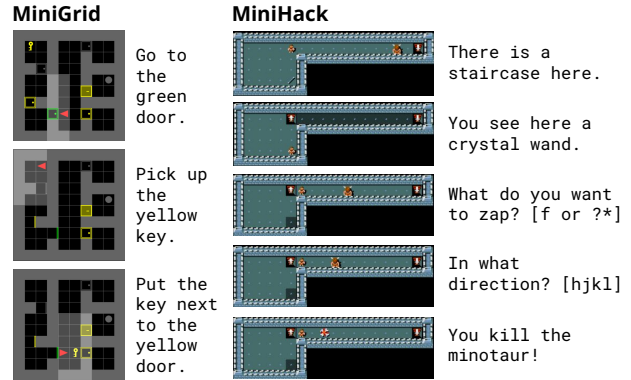 MiniGrid
Go to
the
green
door.
Pick up
the
yellow
key.
Put the
key next
to the
yellow
door.
MiniHack
There is a
staircase here.
You see here a
crystal wand.
What do you want
to zap? [f or ?*]
In what
direction? [hjkl]
You kill the
minotaur!